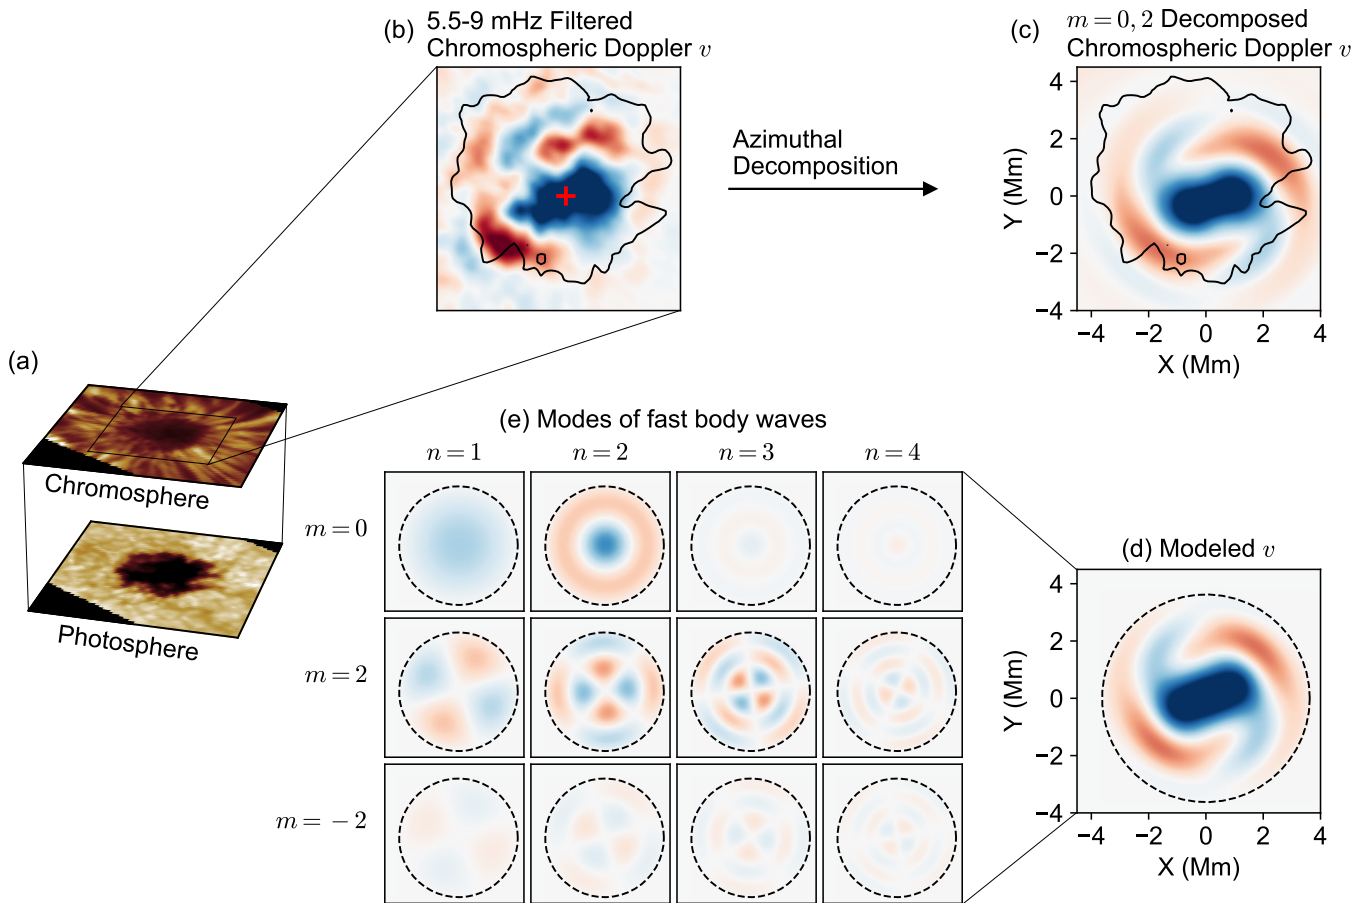 (b) 5.5-9 mHz Filtered
Chromospheric Doppler v
(c) m = 0, 2 Decomposed
Chromospheric Doppler v
Azimuthal
Decomposition
4
2
0
−2
−4
Y (Mm)
−4 −2 0 2 4
X (Mm)
(a)
Chromosphere
Photosphere
(e) Modes of fast body waves
n = 1 n = 2 n = 3 n = 4
m = 0
m = 2
m = −2
(d) Modeled v
4
2
0
−2
−4
Y (Mm)
−4 −2 0 2 4
X (Mm)